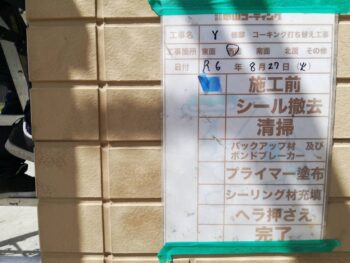 コーキング
工事名 Y 様邸 コーキング打ち替え工事
工事箇所 東面 西面 南面 北面 その他
日付 R6 年 8月27日 (火)
施工前
シール撤去
清掃
バックアップ材 及び
ボンドブレーカー
プライマー塗布
シーリング材充填
ヘラ押さえ
完了